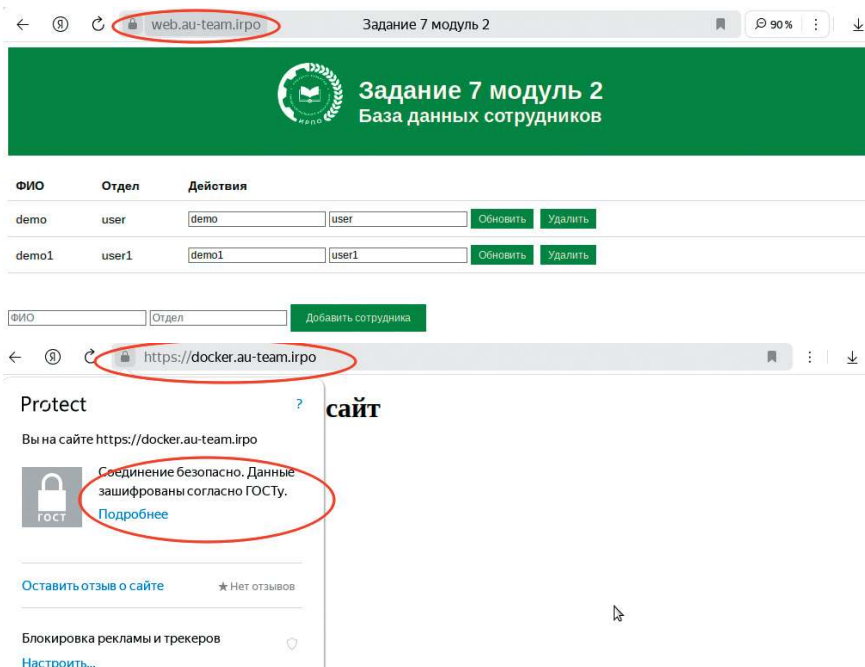 web.au-team.irpo Задание 7 модуль 2 90 %
Задание 7 модуль 2
База данных сотрудников
ИРПО
ФИО Отдел Действия
demo user demo user Обновить Удалить
demo1 user1 demo1 user1 Обновить Удалить
ФИО Отдел Добавить сотрудника
https://docker.au-team.irpo
Protect ?
сайт
Вы на сайте https://docker.au-team.irpo
Соединение безопасно. Данные
зашифрованы согласно ГОСТу.
ГОСТ
Подробнее
Оставить отзыв о сайте Нет отзывов
Блокировка рекламы и трекеров
Настроить...